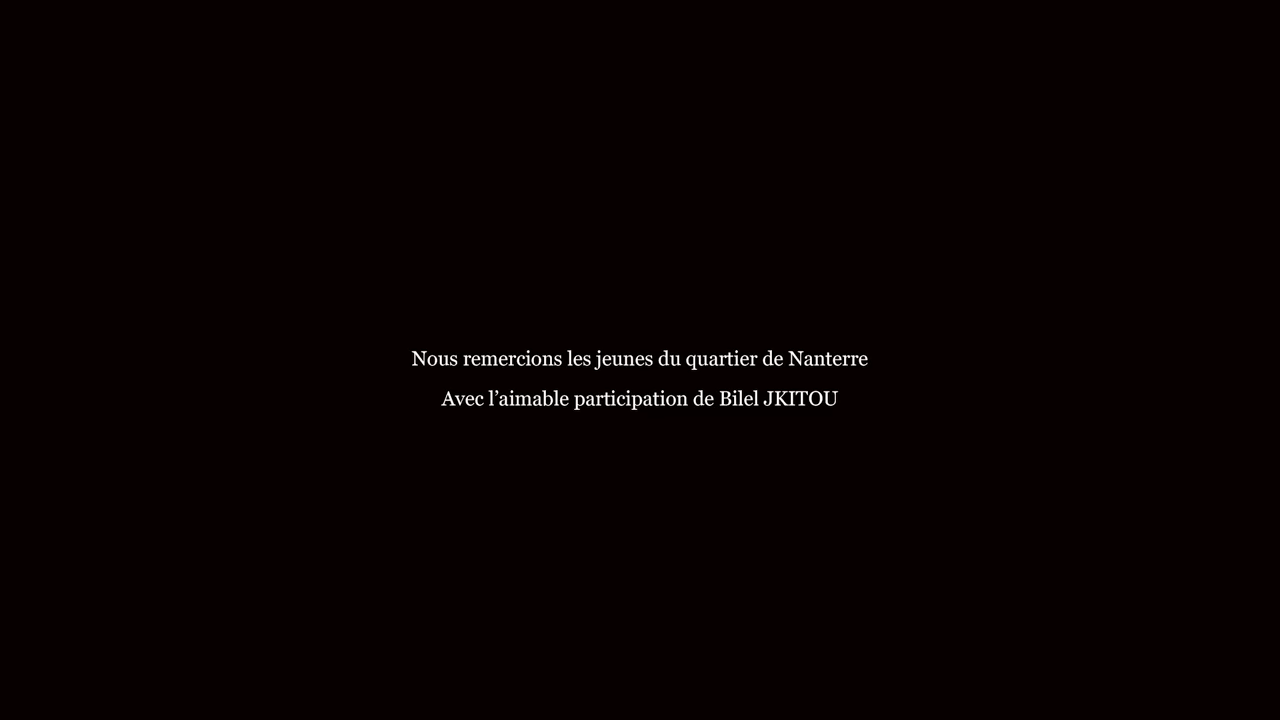 Nous remercions les jeunes du quartier de Nanterre
Avec l’aimable participation de Bilel JKITOU